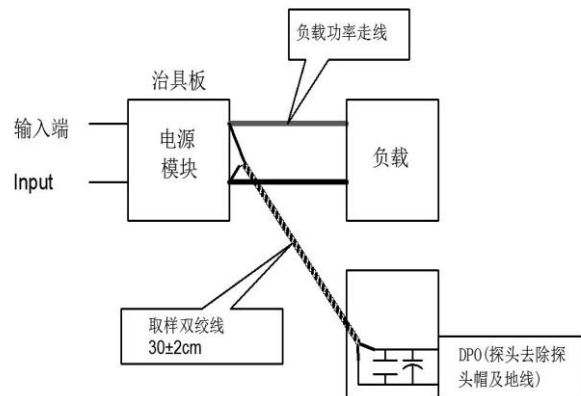 负载功率走线
治具板
输入端
电源
模块
负载
Input
取样双绞线
30±2cm
DPO(探头去除探
头帽及地线)